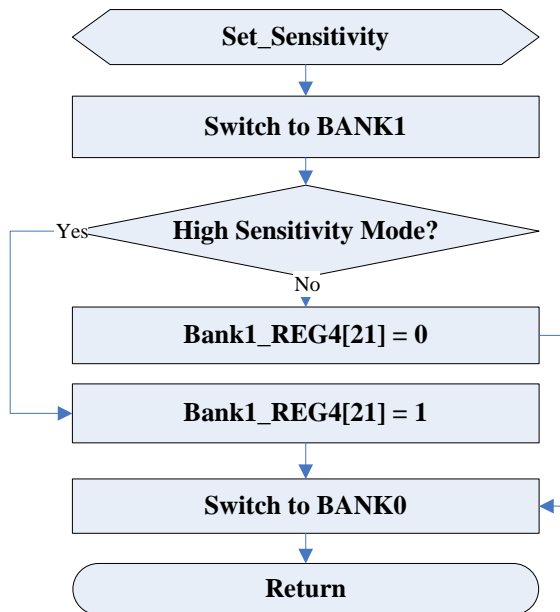 Set_Sensitivity
Switch to BANK1
High Sensitivity Mode?
Yes
No
Bank1_REG4[21] = 0
Bank1_REG4[21] = 1
Switch to BANK0
Return